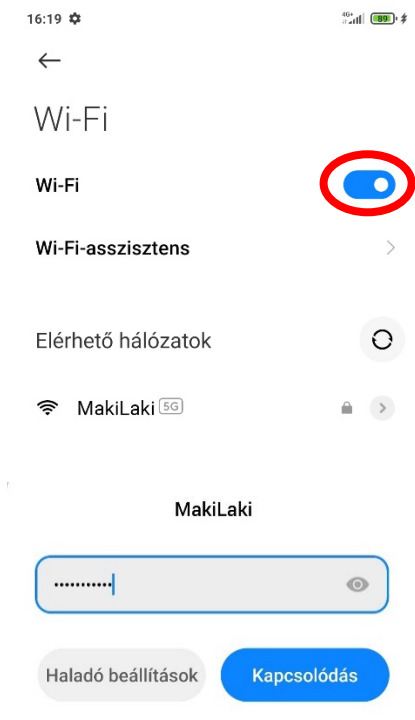 16:19 4G+ 89
Wi-Fi
Wi-Fi
Wi-Fi-asszisztens
Elérhető hálózatok
MakiLaki 5G
MakiLaki
•••••••••••
Haladó beállítások Kapcsolódás